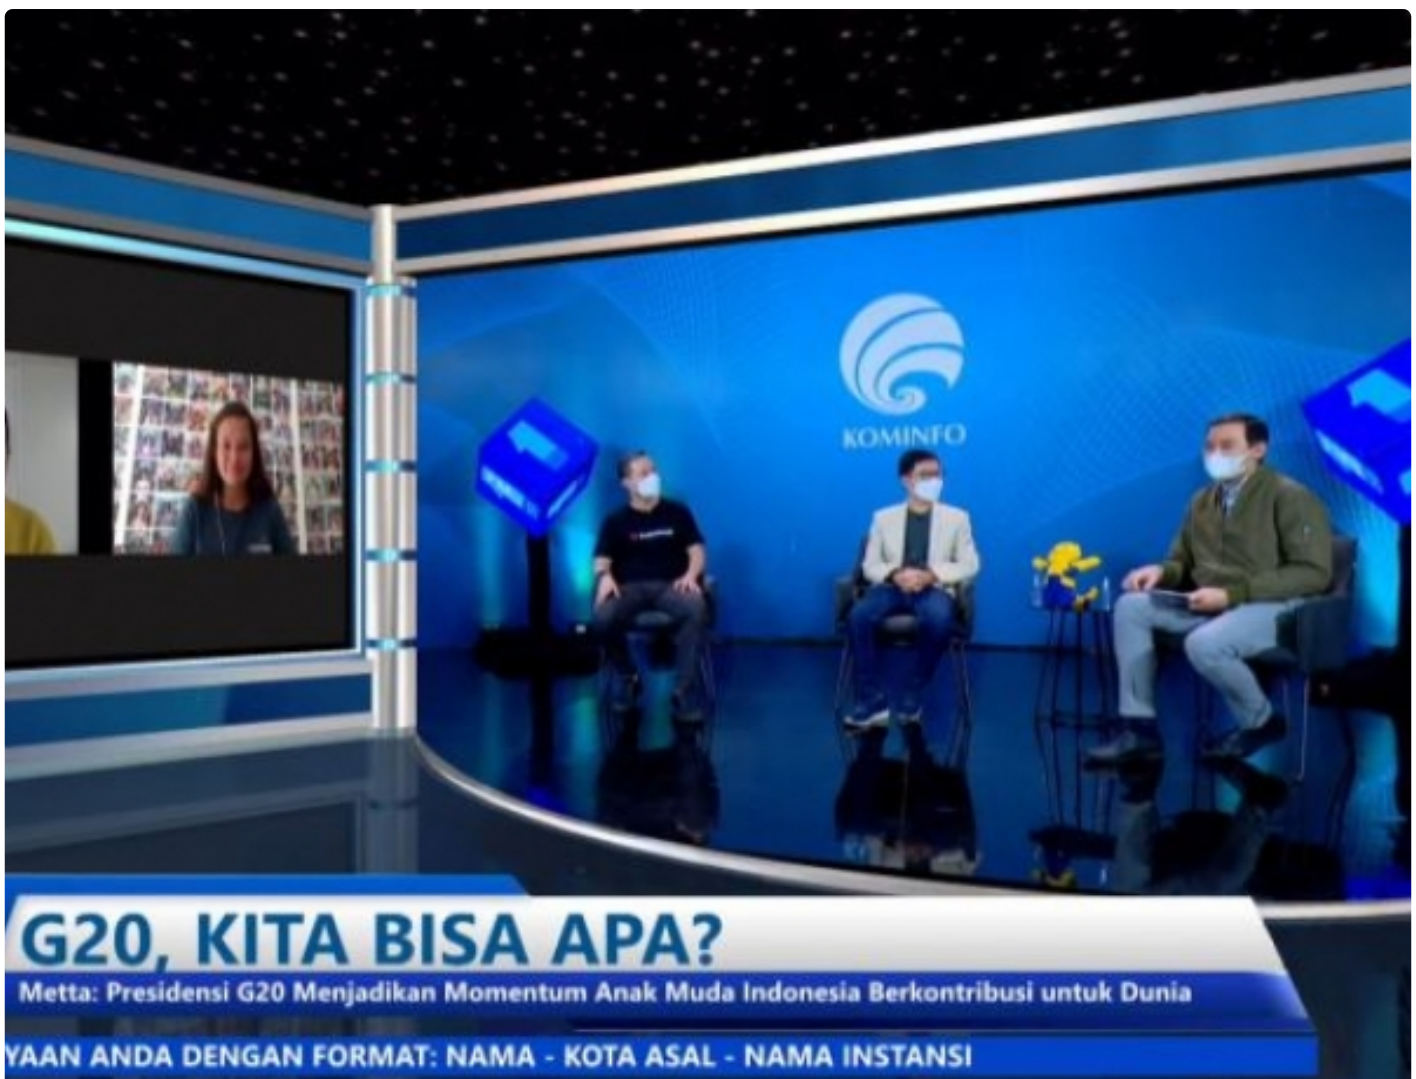 KOMINFO
G20, KITA BISA APA?
Metta: Presidensi G20 Menjadikan Momentum Anak Muda Indonesia Berkontribusi untuk Dunia
YAAN ANDA DENGAN FORMAT: NAMA - KOTA ASAL - NAMA INSTANSI